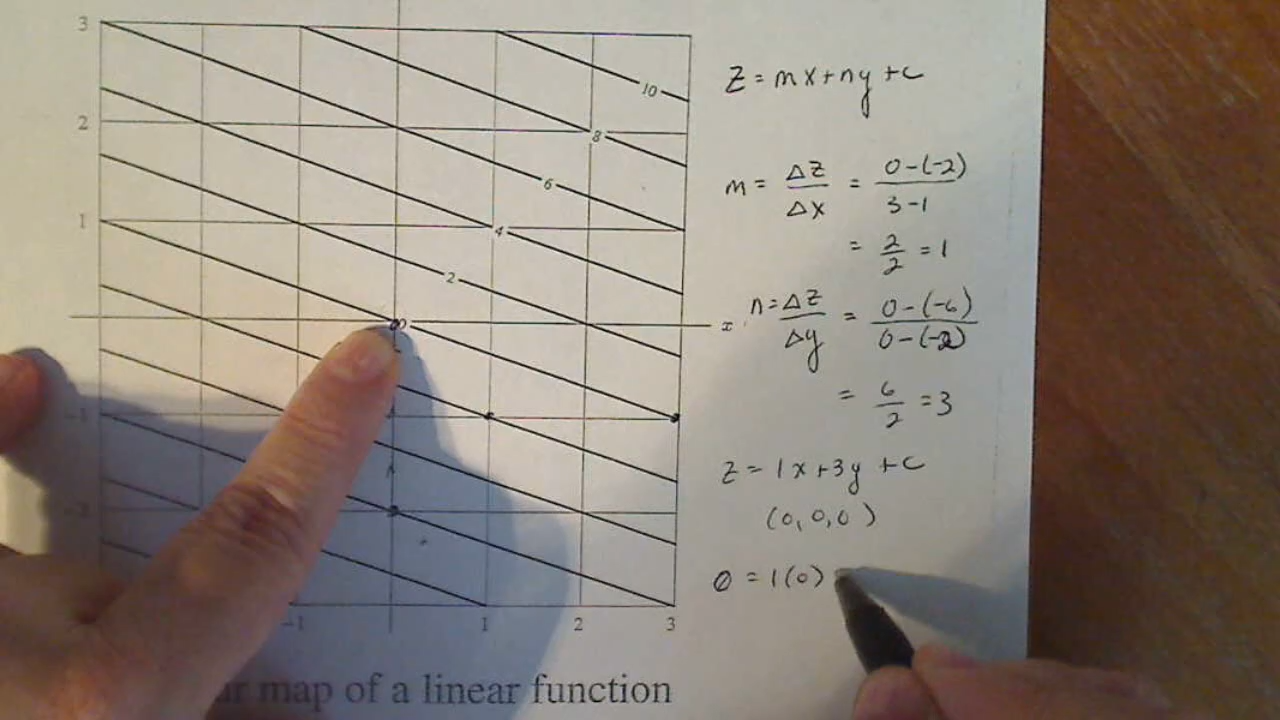 3
2
1
-1
-2
-1
1
2
3
10
8
6
4
2
0
x
z = mx + ny + c
m = Δz / Δx = 0 - (-2) / 3 - 1
= 2 / 2 = 1
n = Δz / Δy = 0 - (-6) / 0 - (-2)
= 6 / 2 = 3
z = 1x + 3y + c
(0, 0, 0)
0 = 1(0)
map of a linear function